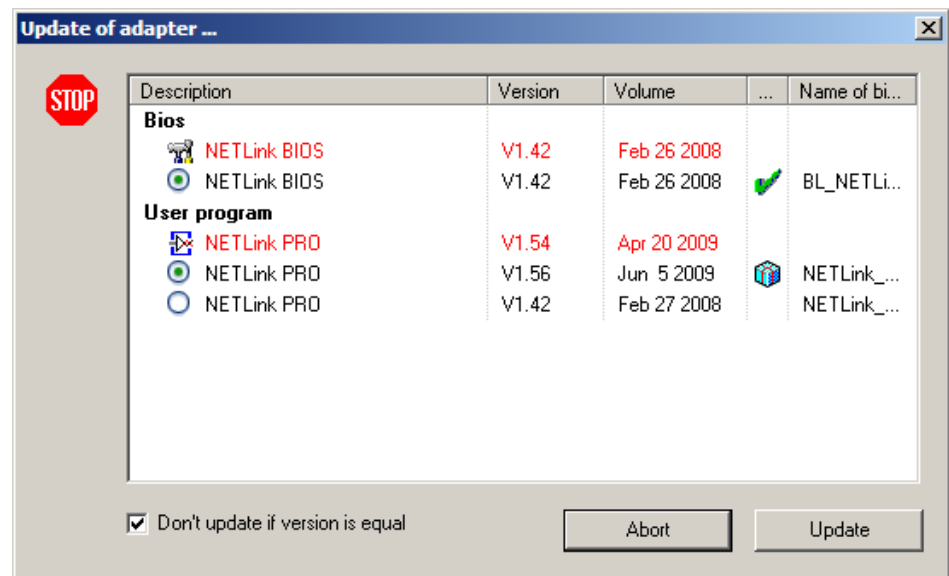 Update of adapter ...
STOP
Description Version Volume ... Name of bi...
Bios
NETLink BIOS V1.42 Feb 26 2008
NETLink BIOS V1.42 Feb 26 2008 BL_NETLi...
User program
NETLink PRO V1.54 Apr 20 2009
NETLink PRO V1.56 Jun 5 2009 NETLink_...
NETLink PRO V1.42 Feb 27 2008 NETLink_...
Don't update if version is equal
Abort Update